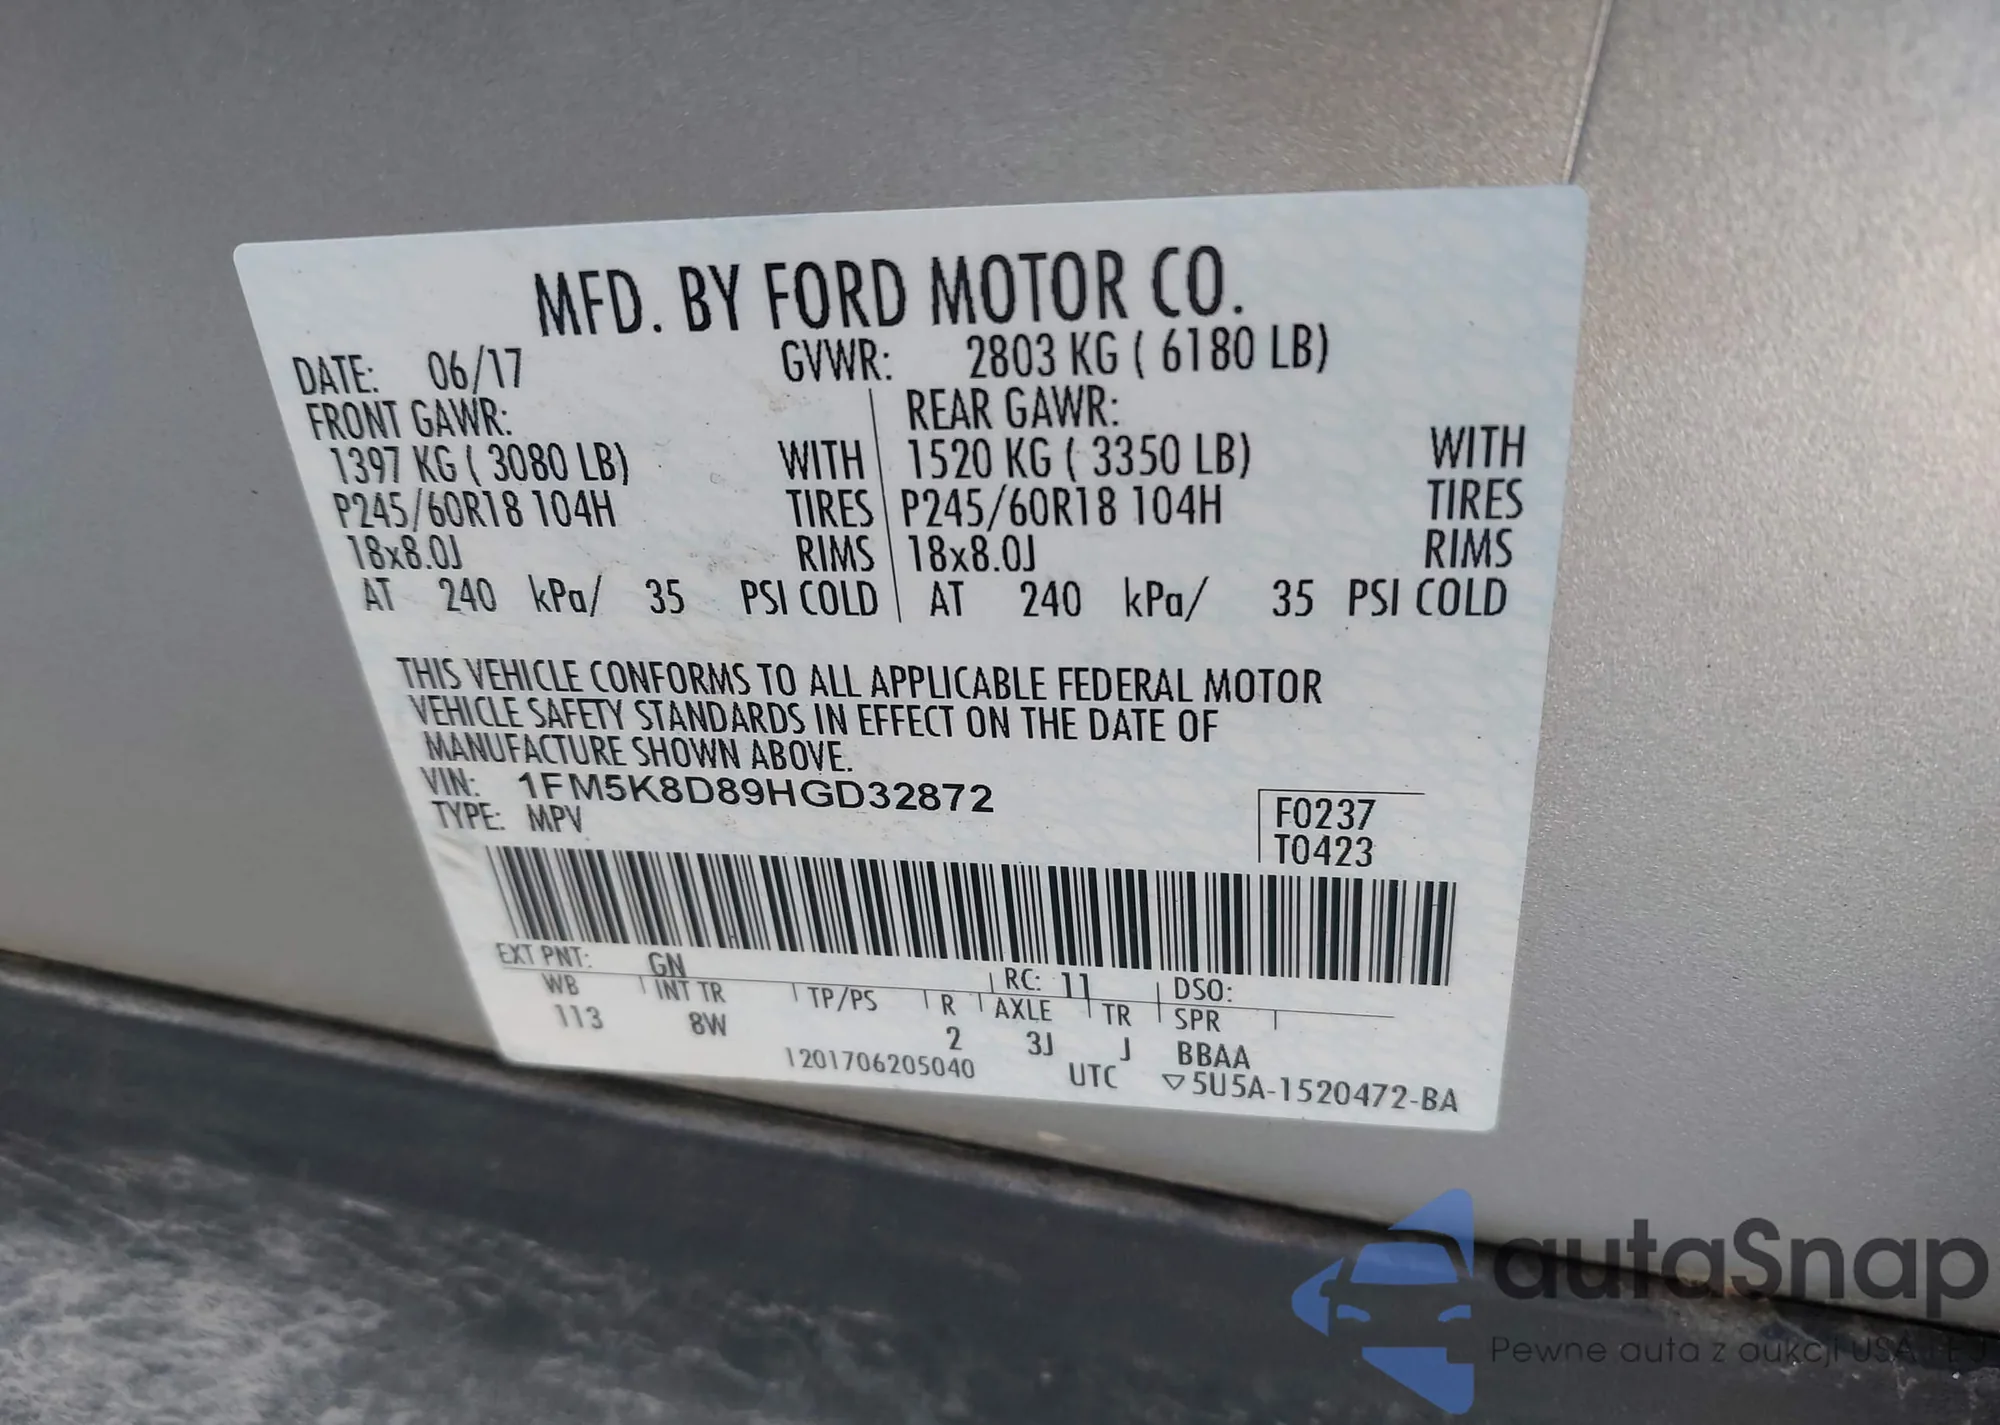 MFD. BY FORD MOTOR CO.
DATE: 06/17 GVWR: 2803 KG ( 6180 LB)
FRONT GAWR: REAR GAWR:
1397 KG ( 3080 LB) WITH 1520 KG ( 3350 LB) WITH
P245/60R18 104H TIRES P245/60R18 104H TIRES
18x8.0J RIMS 18x8.0J RIMS
AT 240 kPa/ 35 PSI COLD AT 240 kPa/ 35 PSI COLD
THIS VEHICLE CONFORMS TO ALL APPLICABLE FEDERAL MOTOR
VEHICLE SAFETY STANDARDS IN EFFECT ON THE DATE OF
MANUFACTURE SHOWN ABOVE.
VIN: 1FM5K8D89HGD32872 F0237
TYPE: MPV T0423
EXT PNT: GN RC: 11 DSO:
WB INT TR TP/PS R AXLE TR SPR
113 8W 2 3J J BBAA
1201706205040 UTC ▽5U5A-1520472-BA
autaSnap
Pewne auta z aukcji USA i EU